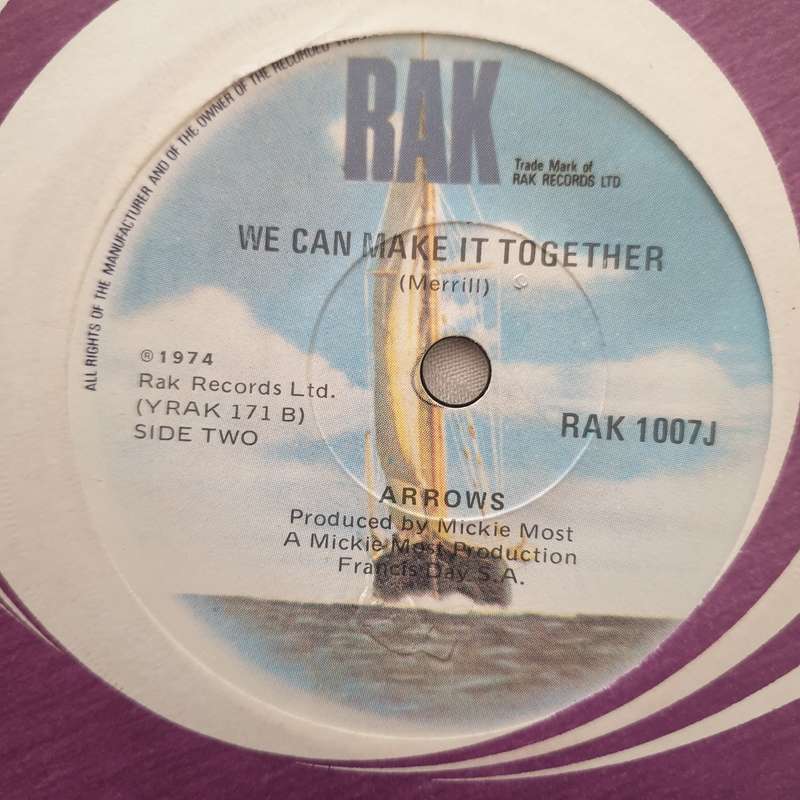 ALL RIGHTS OF THE MANUFACTURER AND OF THE OWNER OF THE RECORDED
RAK
Trade Mark of
RAK RECORDS LTD
WE CAN MAKE IT TOGETHER
(Merrill)
℗1974
Rak Records Ltd.
(YRAK 171 B)
SIDE TWO
RAK 1007J
ARROWS
Produced by Mickie Most
A Mickie Most Production
Francis Day S.A.